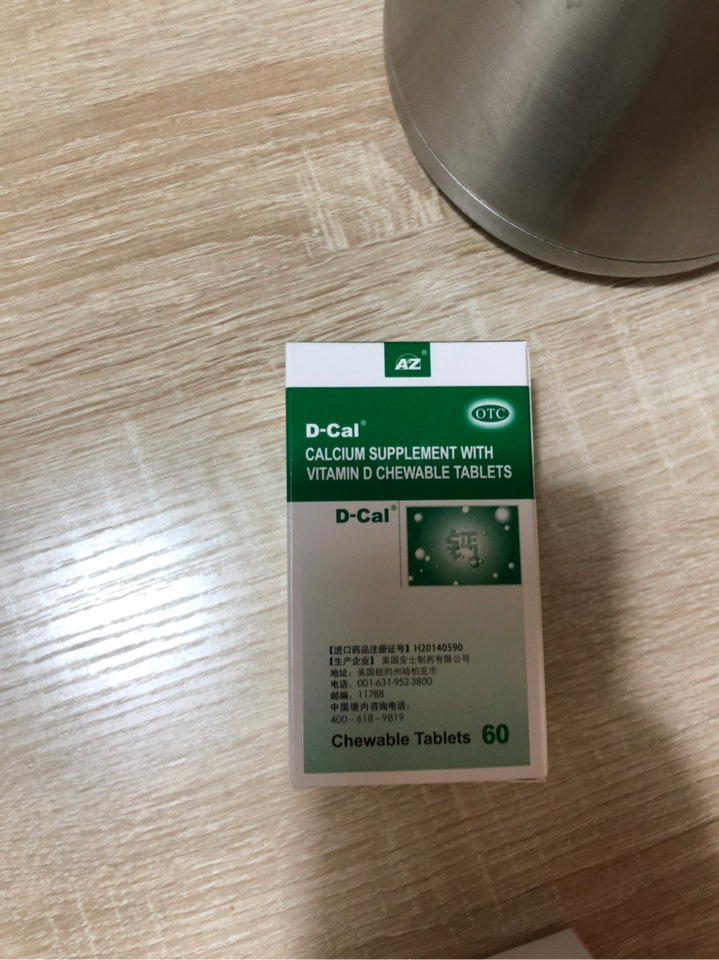 AZ®
OTC
D-Cal®
CALCIUM SUPPLEMENT WITH
VITAMIN D CHEWABLE TABLETS
D-Cal®
钙
【进口药品注册证号】H20140590
【生产企业】 美国安士制药有限公司
地址：美国纽约州哈柏克市
电话：001-631-952-3800
邮编：11788
中国境内咨询电话：
400-618-9819
Chewable Tablets 60